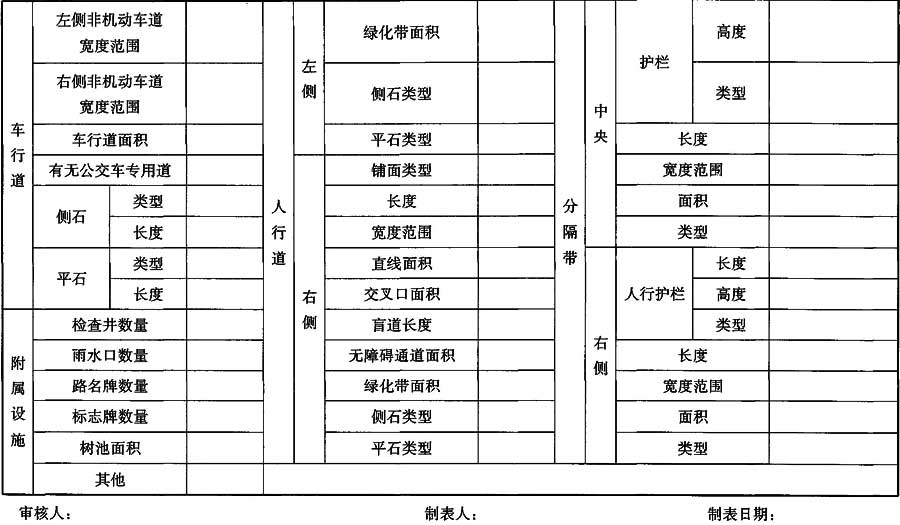 车行道
左侧非机动车道
宽度范围
右侧非机动车道
宽度范围
车行道面积
有无公交车专用道
侧石
类型
长度
平石
类型
长度
附属设施
检查井数量
雨水口数量
路名牌数量
标志牌数量
树池面积
其他
人行道
左侧
绿化带面积
侧石类型
平石类型
右侧
铺面类型
长度
宽度范围
直线面积
交叉口面积
盲道长度
无障碍通道面积
绿化带面积
侧石类型
平石类型
分隔带
中央
护栏
高度
类型
长度
宽度范围
面积
类型
右侧
人行护栏
长度
高度
类型
长度
宽度范围
面积
类型
审核人： 制表人： 制表日期：